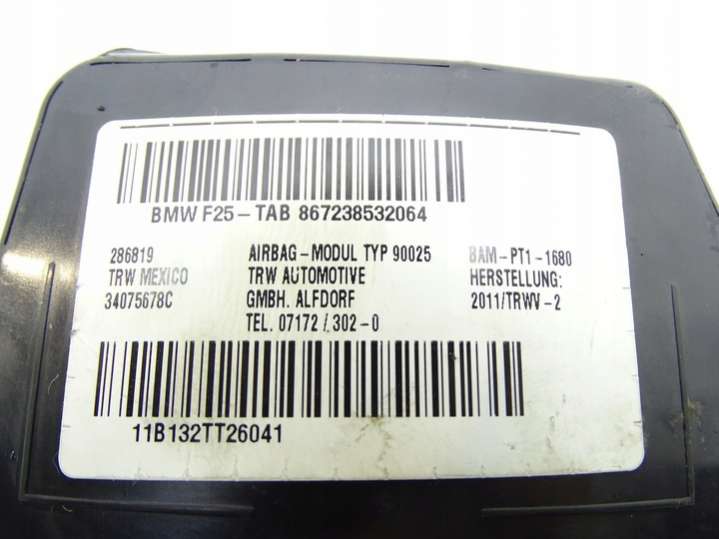 BMW F25-TAB 867238532064
286819
TRW MEXICO
34075678C
AIRBAG-MODUL TYP 90025
TRW AUTOMOTIVE
GMBH. ALFDORF
TEL. 07172/302-0
BAM-PT1-1680
HERSTELLUNG:
2011/TRWV-2
11B132TT26041